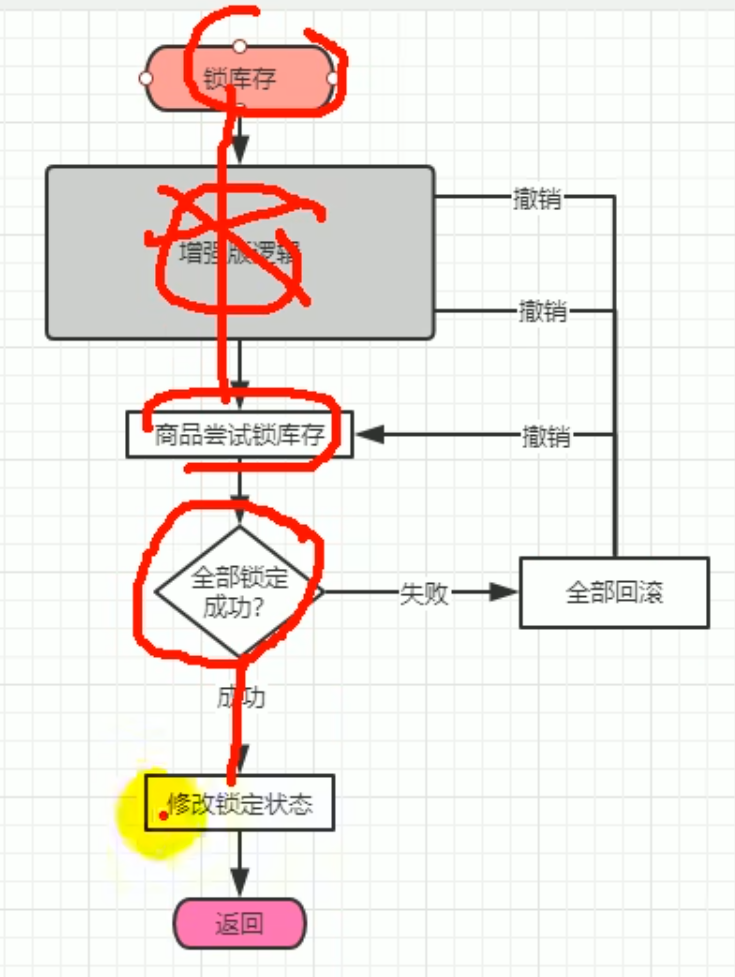 锁库存
撤销
增强版逻辑
撤销
商品尝试锁库存
撤销
全部锁定
成功?
失败
全部回滚
成功
修改锁定状态
返回